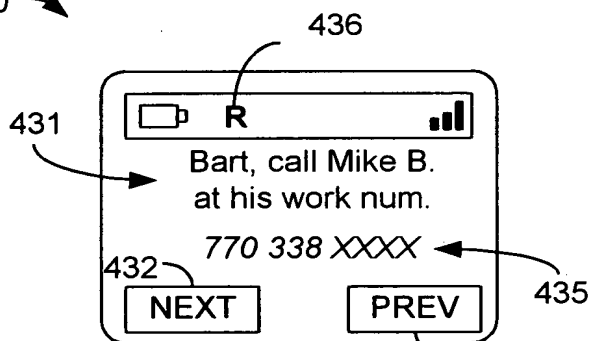 436
R
431
Bart, call Mike B.
at his work num.
770 338 XXXX
432
435
NEXT PREV